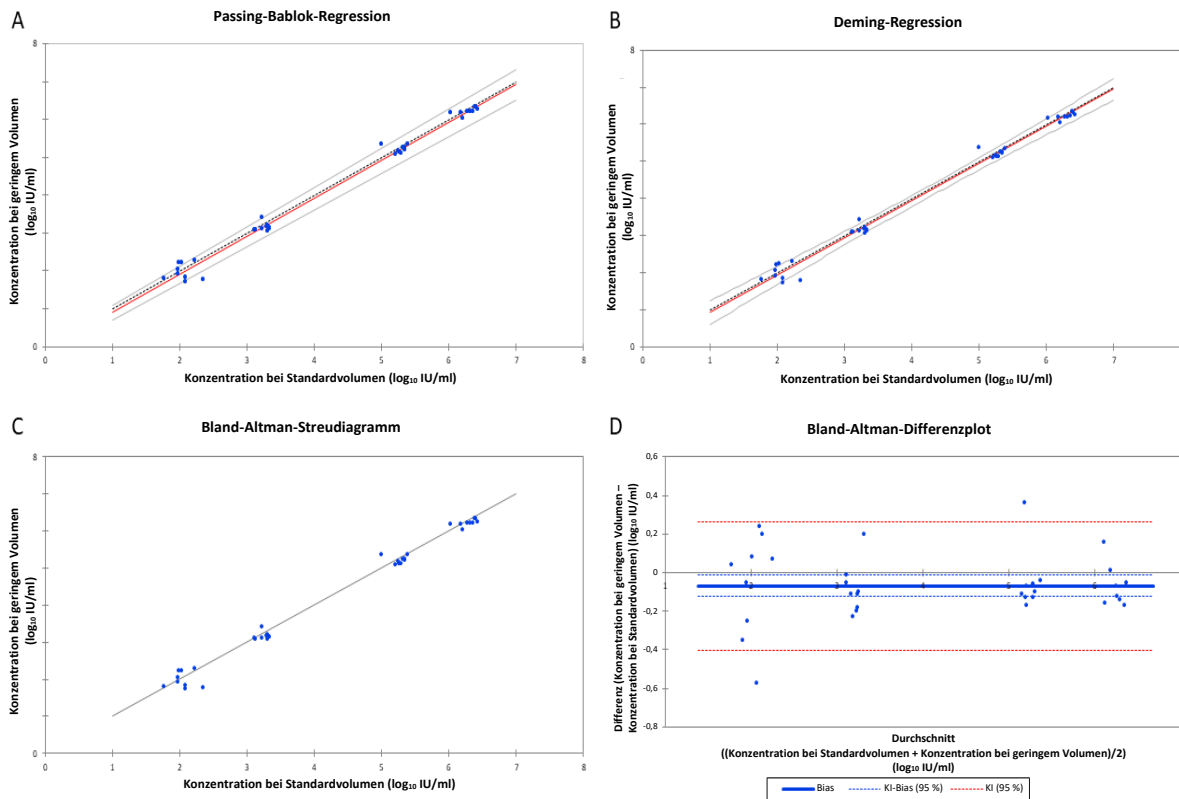 A
Passing-Bablok-Regression
Konzentration bei geringem Volumen
(log₁₀ IU/ml)
8
0
0 1 2 3 4 5 6 7 8
Konzentration bei Standardvolumen (log₁₀ IU/ml)
B
Deming-Regression
Konzentration bei geringem Volumen
(log₁₀ IU/ml)
8
0
0 1 2 3 4 5 6 7
Konzentration bei Standardvolumen (log₁₀ IU/ml)
C
Bland-Altman-Streudiagramm
Konzentration bei geringem Volumen
(log₁₀ IU/ml)
8
0
0 1 2 3 4 5 6 7 8
Konzentration bei Standardvolumen (log₁₀ IU/ml)
D
Bland-Altman-Differenzplot
Differenz (Konzentration bei geringem Volumen –
Konzentration bei Standardvolumen) (log₁₀ IU/ml)
0,6
0,4
0,2
0
-0,2
-0,4
-0,6
-0,8
1 2 3 4 5 6
Durchschnitt
((Konzentration bei Standardvolumen + Konzentration bei geringem Volumen)/2)
(log₁₀ IU/ml)
Bias KI-Bias (95 %) KI (95 %)